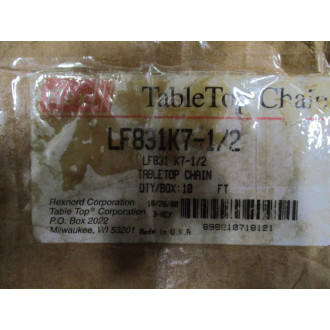 TableTop Chain
LF831K7-1/2
LF831 K7-1/2
TABLETOP CHAIN
QTY/BOX:10 FT
Rexnord Corporation
Table Top® Corporation
P.O. Box 2022
Milwaukee, WI 53201
Made in U.S.A.